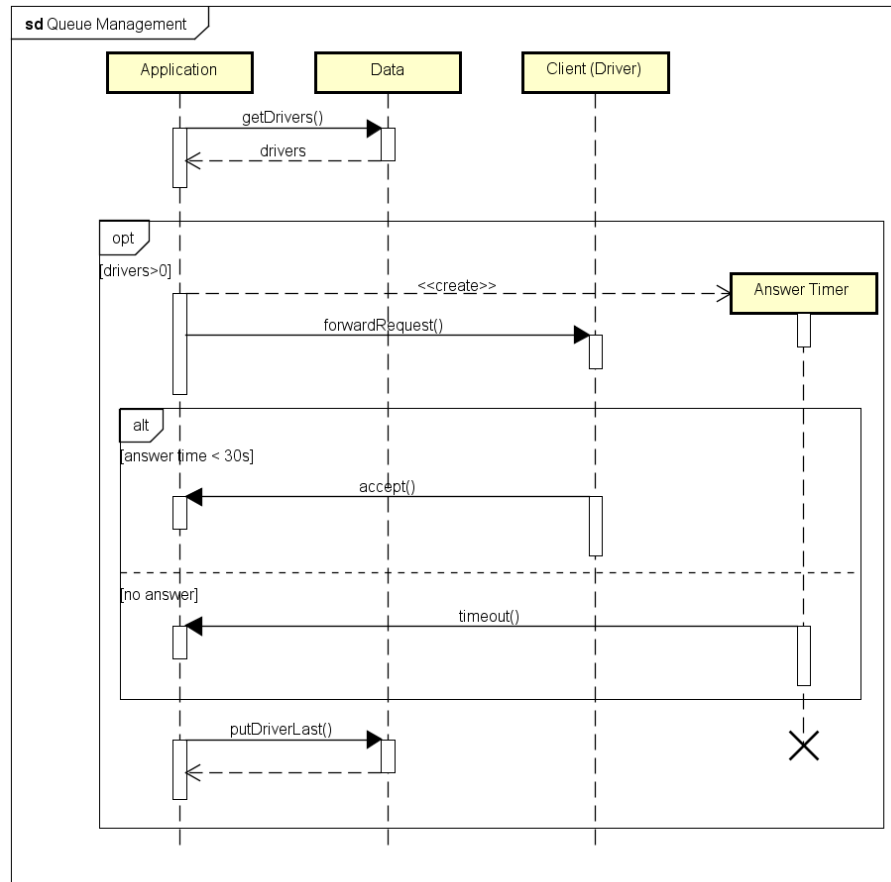 sd Queue Management
Application
Data
Client (Driver)
getDrivers()
drivers
opt
[drivers>0]
<<create>>
Answer Timer
forwardRequest()
alt
[answer time < 30s]
accept()
[no answer]
timeout()
putDriverLast()